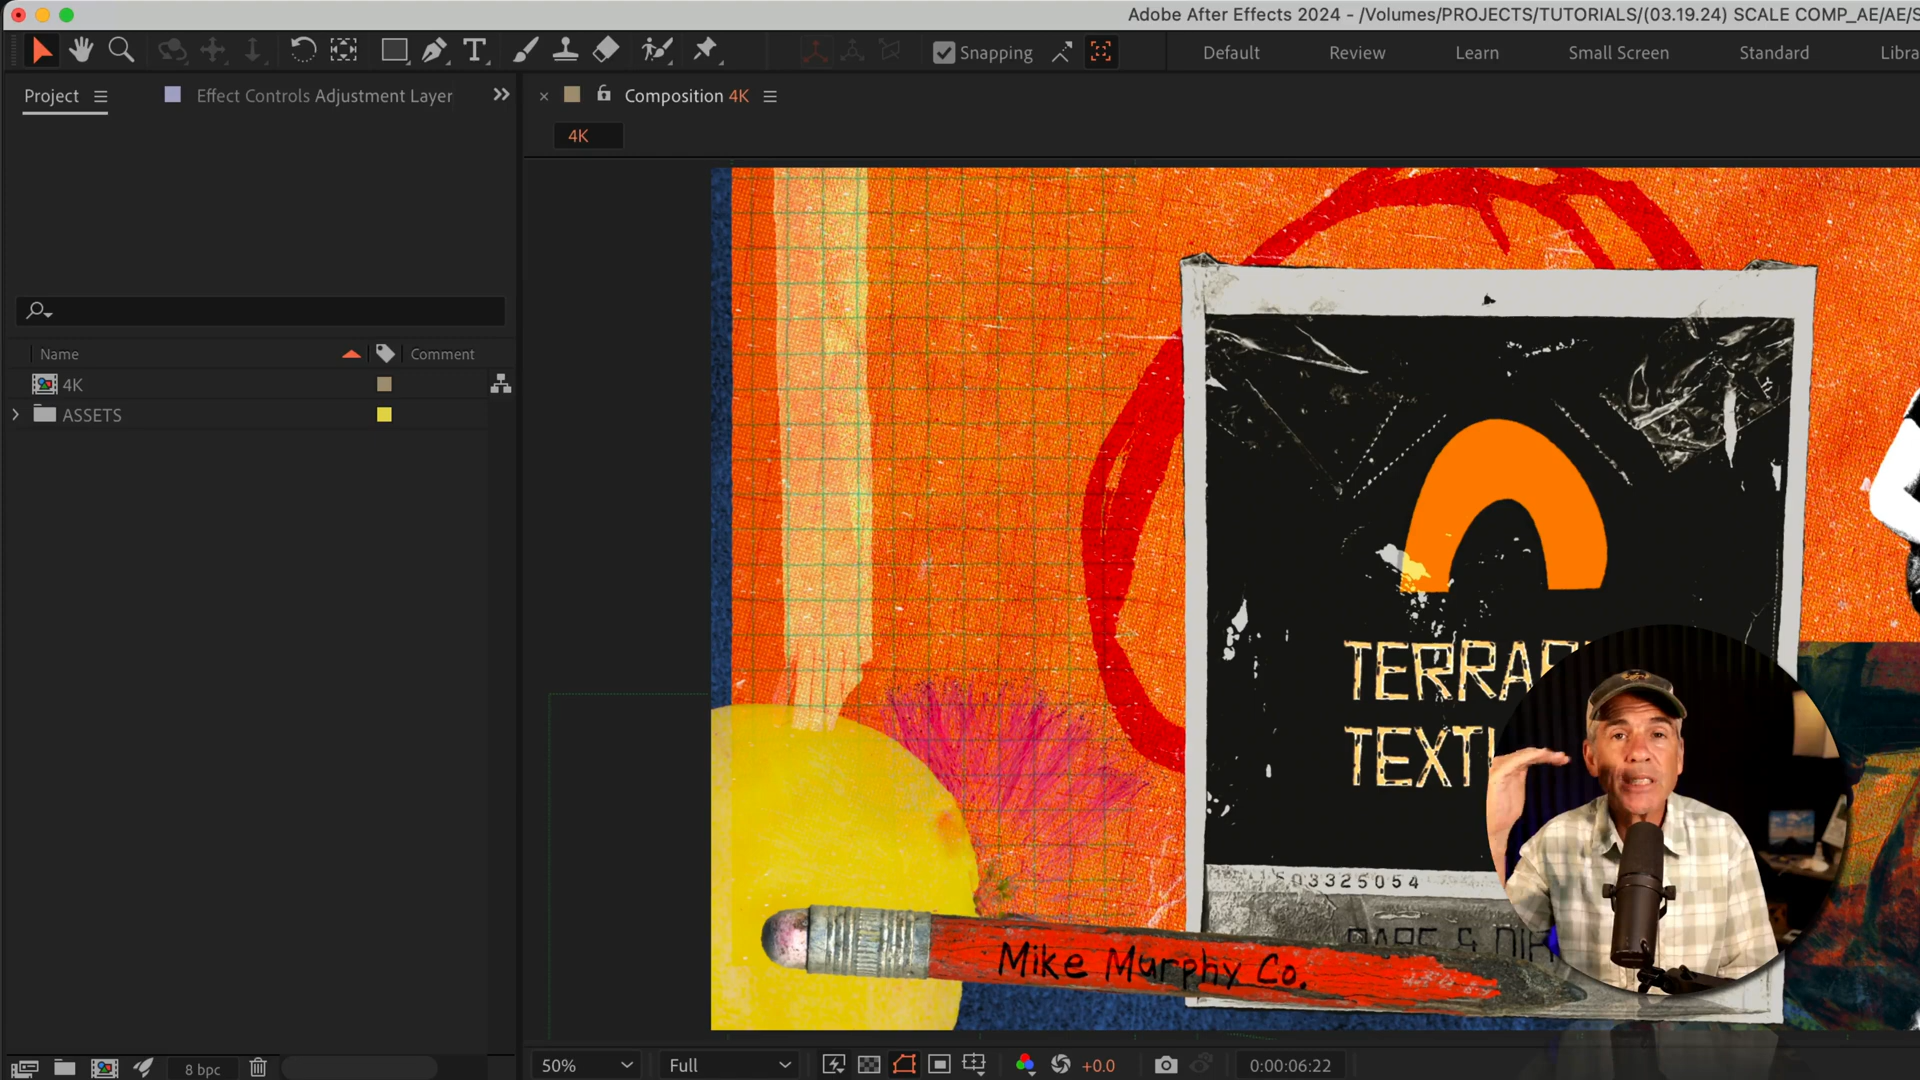 Adobe After Effects 2024 - /Volumes/PROJECTS/TUTORIALS/(03.19.24) SCALE COMP_AE/AE/S
Snapping
Default
Review
Learn
Small Screen
Standard
Project
Effect Controls Adjustment Layer
Composition 4K
4K
Name
Comment
4K
ASSETS
TEXT
503325054
Mike Murphy Co.
8 bpc
50%
Full
+0.0
0:00:06:22